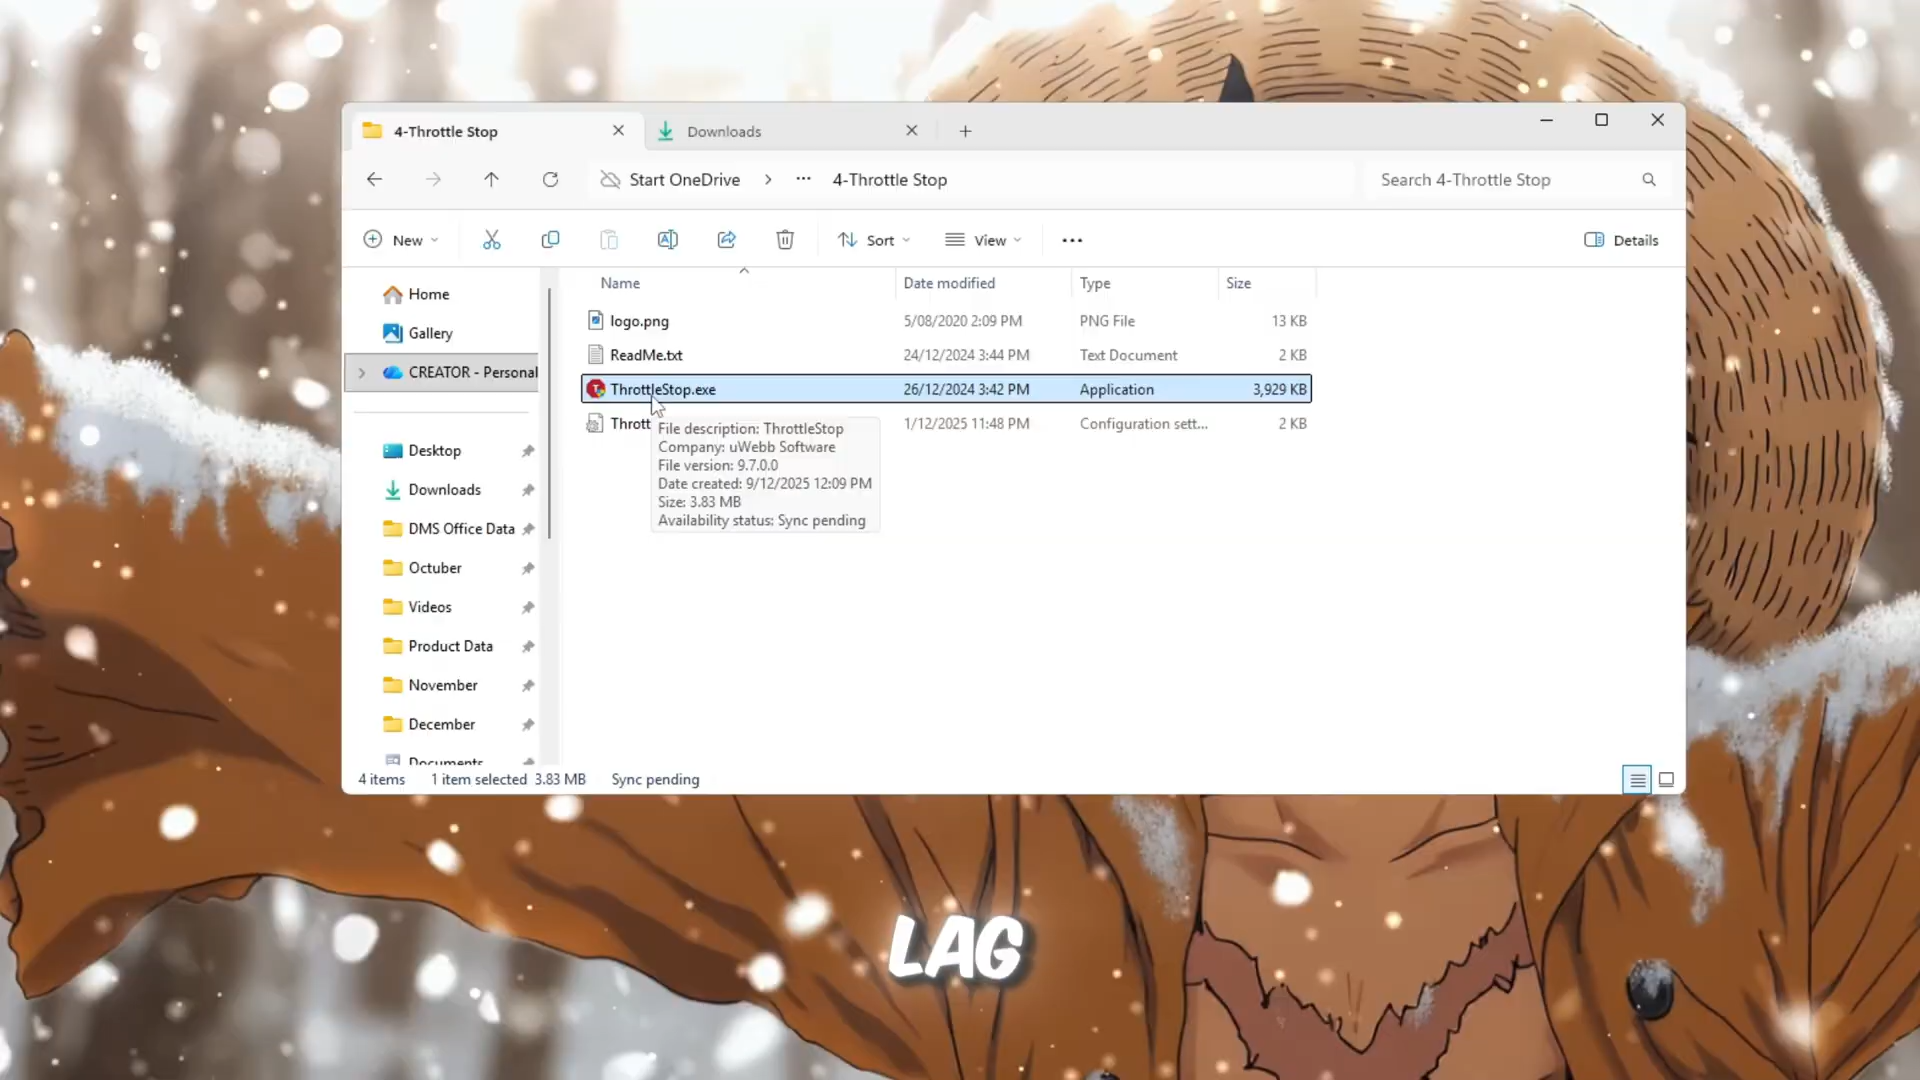 4-Throttle Stop
Downloads
Start OneDrive
4-Throttle Stop
Search 4-Throttle Stop
New
Sort
View
Details
Home
Gallery
CREATOR - Personal
Desktop
Downloads
DMS Office Data
Octuber
Videos
Product Data
November
December
Documents
Name Date modified Type Size
logo.png 5/08/2020 2:09 PM PNG File 13 KB
ReadMe.txt 24/12/2024 3:44 PM Text Document 2 KB
ThrottleStop.exe 26/12/2024 3:42 PM Application 3,929 KB
Thrott 1/12/2025 11:48 PM Configuration sett... 2 KB
File description: ThrottleStop
Company: uWebb Software
File version: 9.7.0.0
Date created: 9/12/2025 12:09 PM
Size: 3.83 MB
Availability status: Sync pending
4 items 1 item selected 3.83 MB Sync pending
LAG